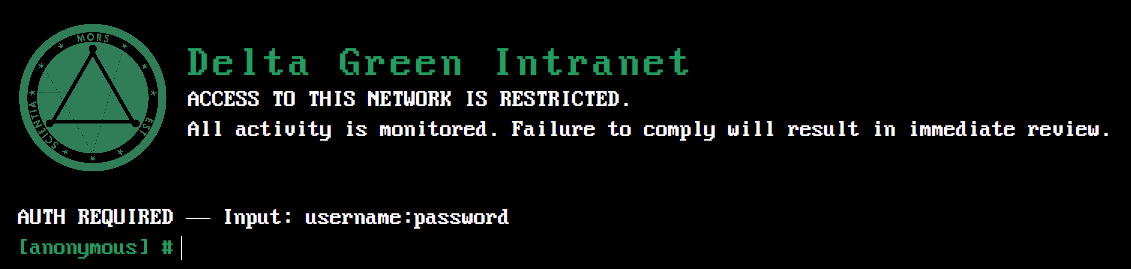 MORS
SCIENTIA
EST
Delta Green Intranet
ACCESS TO THIS NETWORK IS RESTRICTED.
All activity is monitored. Failure to comply will result in immediate review.
AUTH REQUIRED —— Input: username:password
[anonymous] #